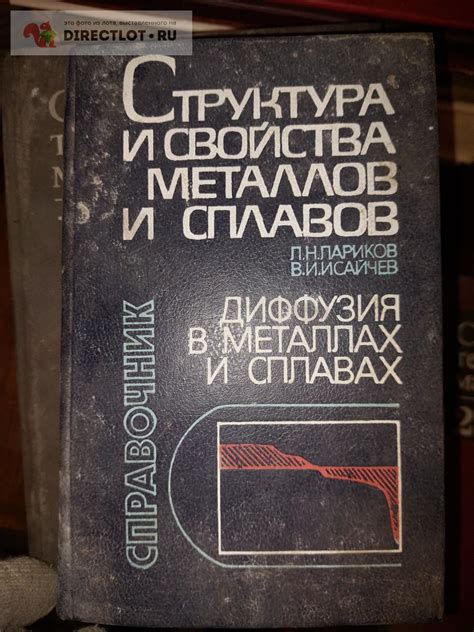 это фото из лота, выставленного на
DIRECTLOT.RU
СТРУКТУРА
И СВОЙСТВА
МЕТАЛЛОВ
И СПЛАВОВ
Л.Н.ЛАРИКОВ
В.И.ИСАЙЧЕВ
ДИФФУЗИЯ
В МЕТАЛЛАХ
И СПЛАВАХ
СПРАВОЧНИК